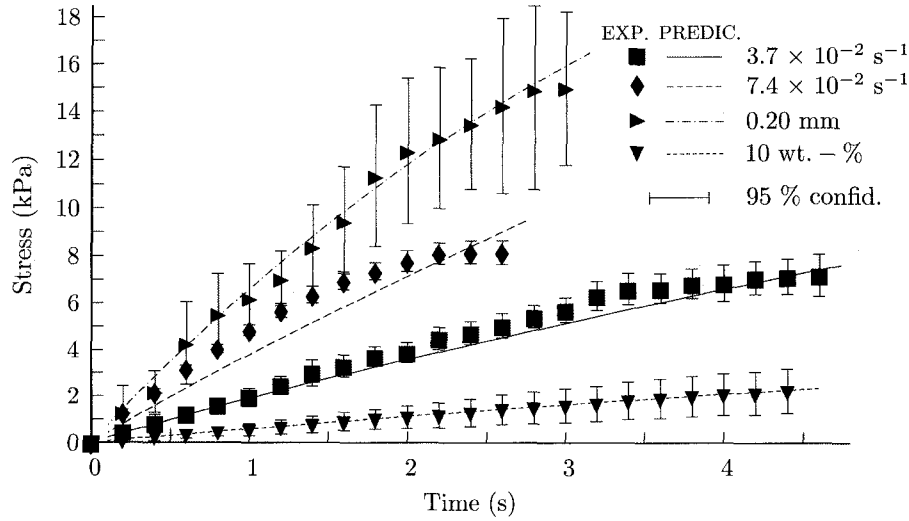 18
16
14
12
10
8
6
4
2
0
Stress (kPa)
EXP. PREDIC.
3.7 × 10⁻² s⁻¹
7.4 × 10⁻² s⁻¹
0.20 mm
10 wt. – %
95 % confid.
0 1 2 3 4
Time (s)